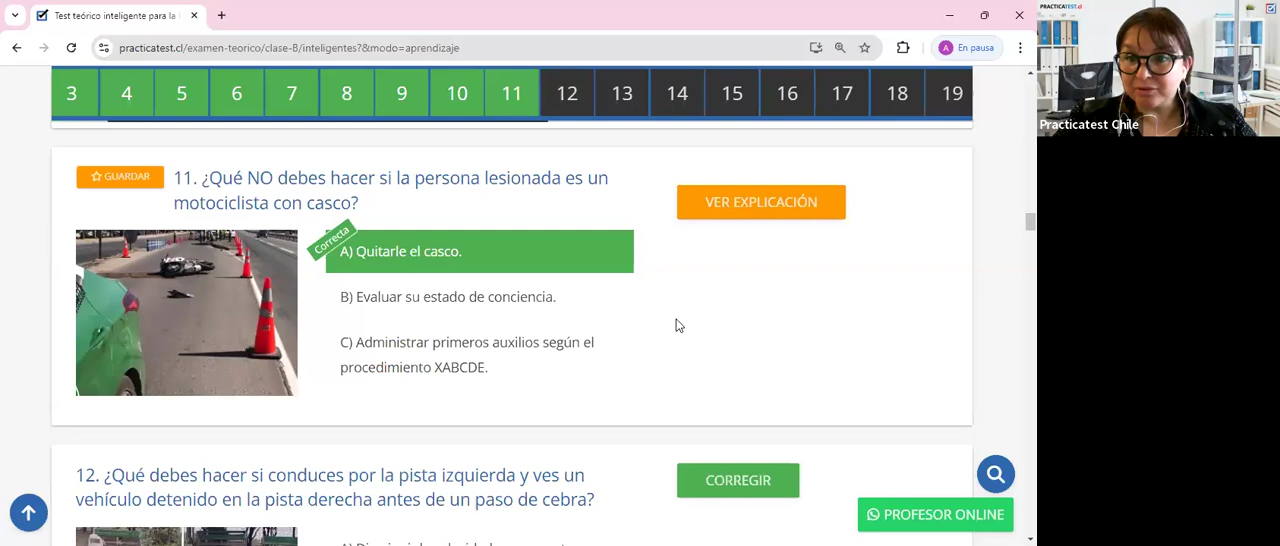 Test teórico inteligente para la
practicatest.cl/examen-teorico/clase-B/inteligentes?&modo=aprendizaje
A
En pausa
PRACTICATEST.cl
Practicatest Chile
3 4 5 6 7 8 9 10 11 12 13 14 15 16 17 18 19
GUARDAR
11. ¿Qué NO debes hacer si la persona lesionada es un
motociclista con casco?
VER EXPLICACIÓN
Correcta
A) Quitarle el casco.
B) Evaluar su estado de conciencia.
C) Administrar primeros auxilios según el
procedimiento XABCDE.
12. ¿Qué debes hacer si conduces por la pista izquierda y ves un
vehículo detenido en la pista derecha antes de un paso de cebra?
CORREGIR
PROFESOR ONLINE